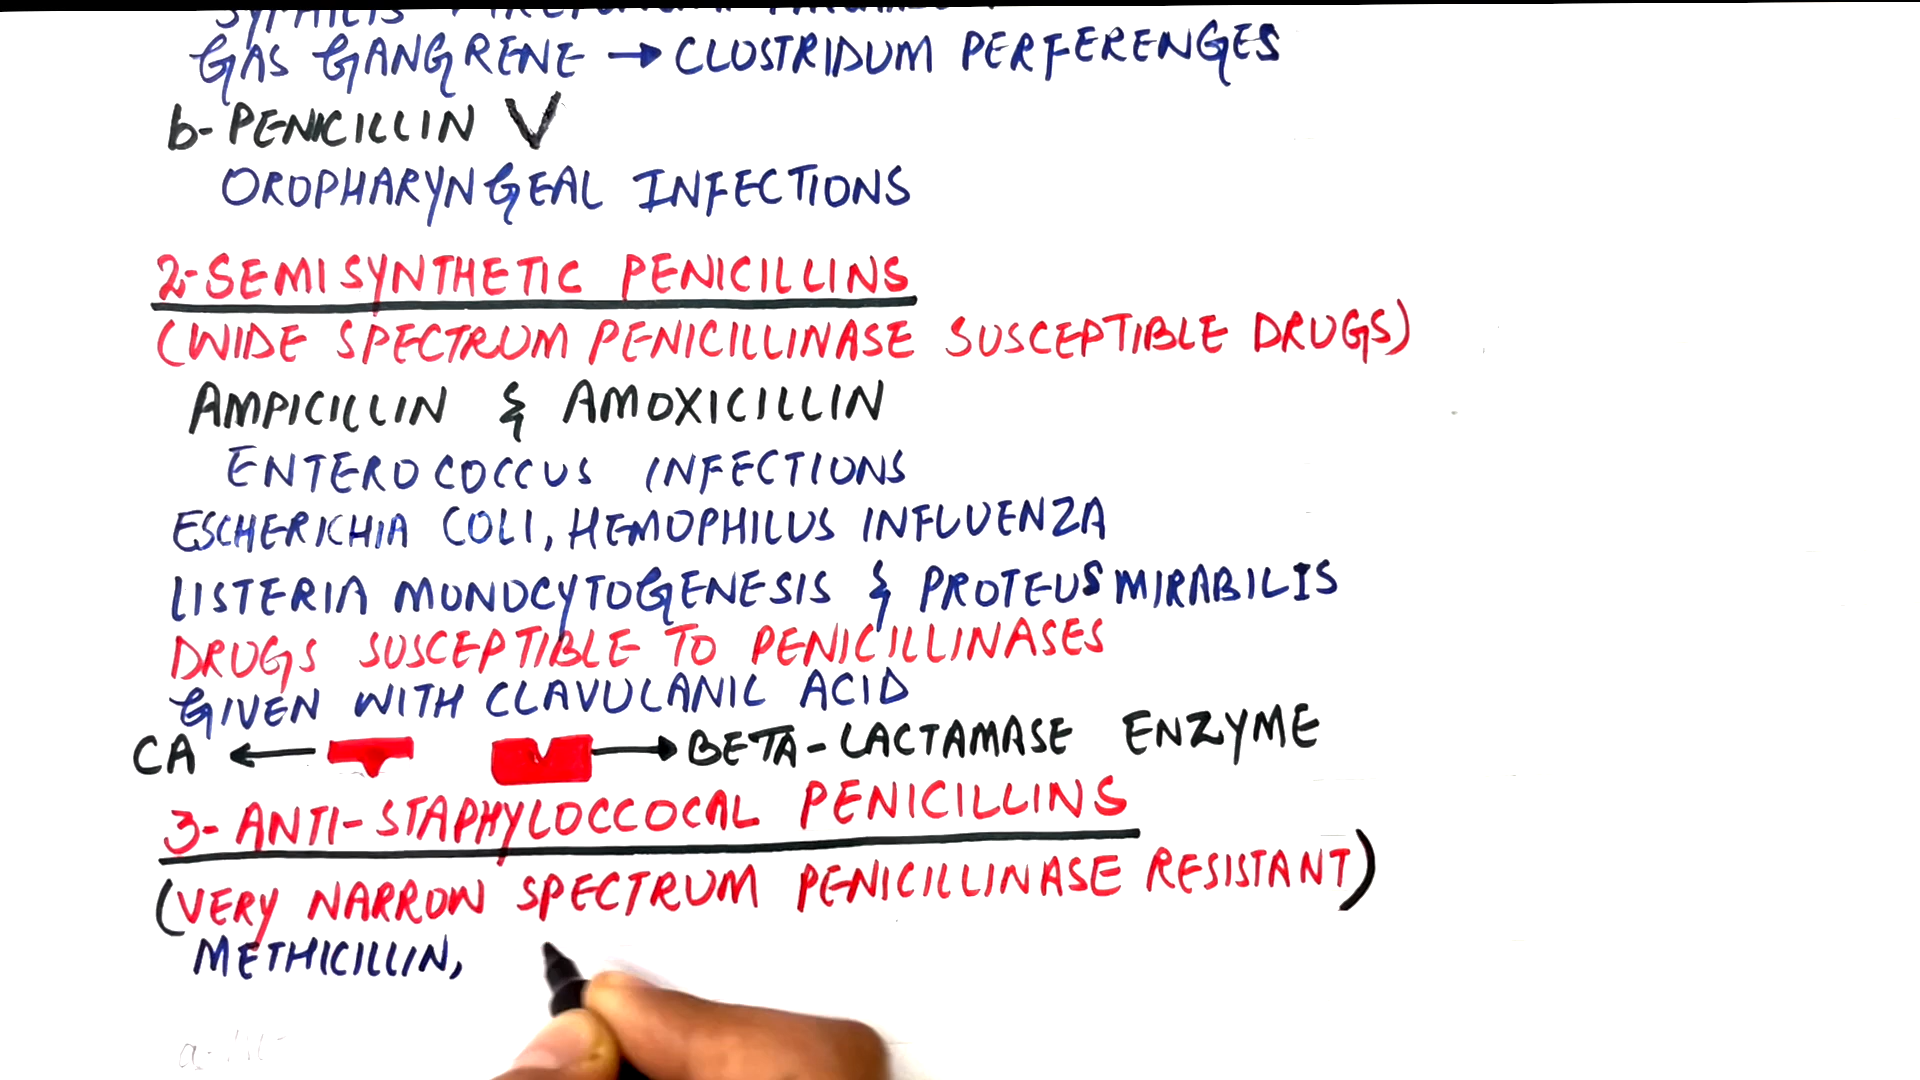 GAS GANGRENE → CLOSTRIDUM PERFERENGES
b- PENICILLIN V
OROPHARYNGEAL INFECTIONS
2-SEMISYNTHETIC PENICILLINS
(WIDE SPECTRUM PENICILLINASE SUSCEPTIBLE DRUGS)
AMPICILLIN & AMOXICILLIN
ENTEROCOCCUS INFECTIONS
ESCHERICHIA COLI, HEMOPHILUS INFLUENZA
LISTERIA MONOCYTOGENESIS & PROTEUS MIRABILIS
DRUGS SUSCEPTIBLE TO PENICILLINASES
GIVEN WITH CLAVULANIC ACID
CA ← → BETA-LACTAMASE ENZYME
3- ANTI-STAPHYLOCCOCAL PENICILLINS
(VERY NARROW SPECTRUM PENICILLINASE RESISTANT)
METHICILLIN,